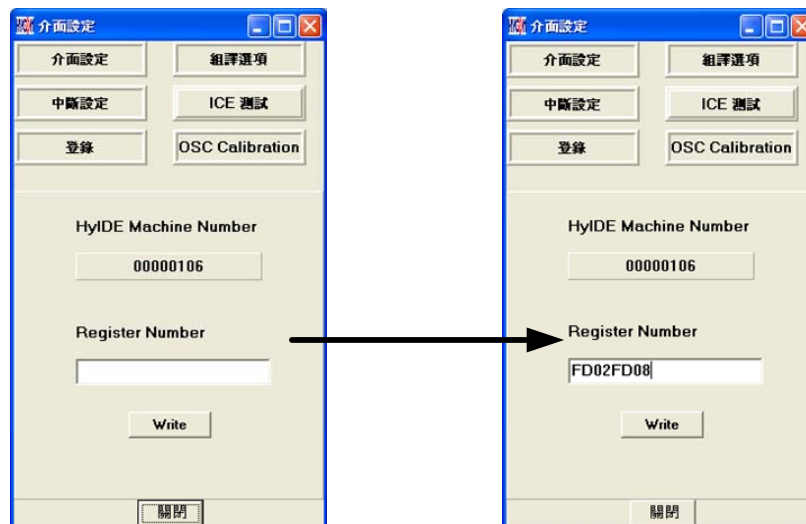 介面設定
介面設定
組譯選項
中斷設定
ICE 測試
登錄
OSC Calibration
HyIDE Machine Number
00000106
Register Number
Write
關閉
介面設定
介面設定
組譯選項
中斷設定
ICE 測試
登錄
OSC Calibration
HyIDE Machine Number
00000106
Register Number
FD02FD08
Write
關閉